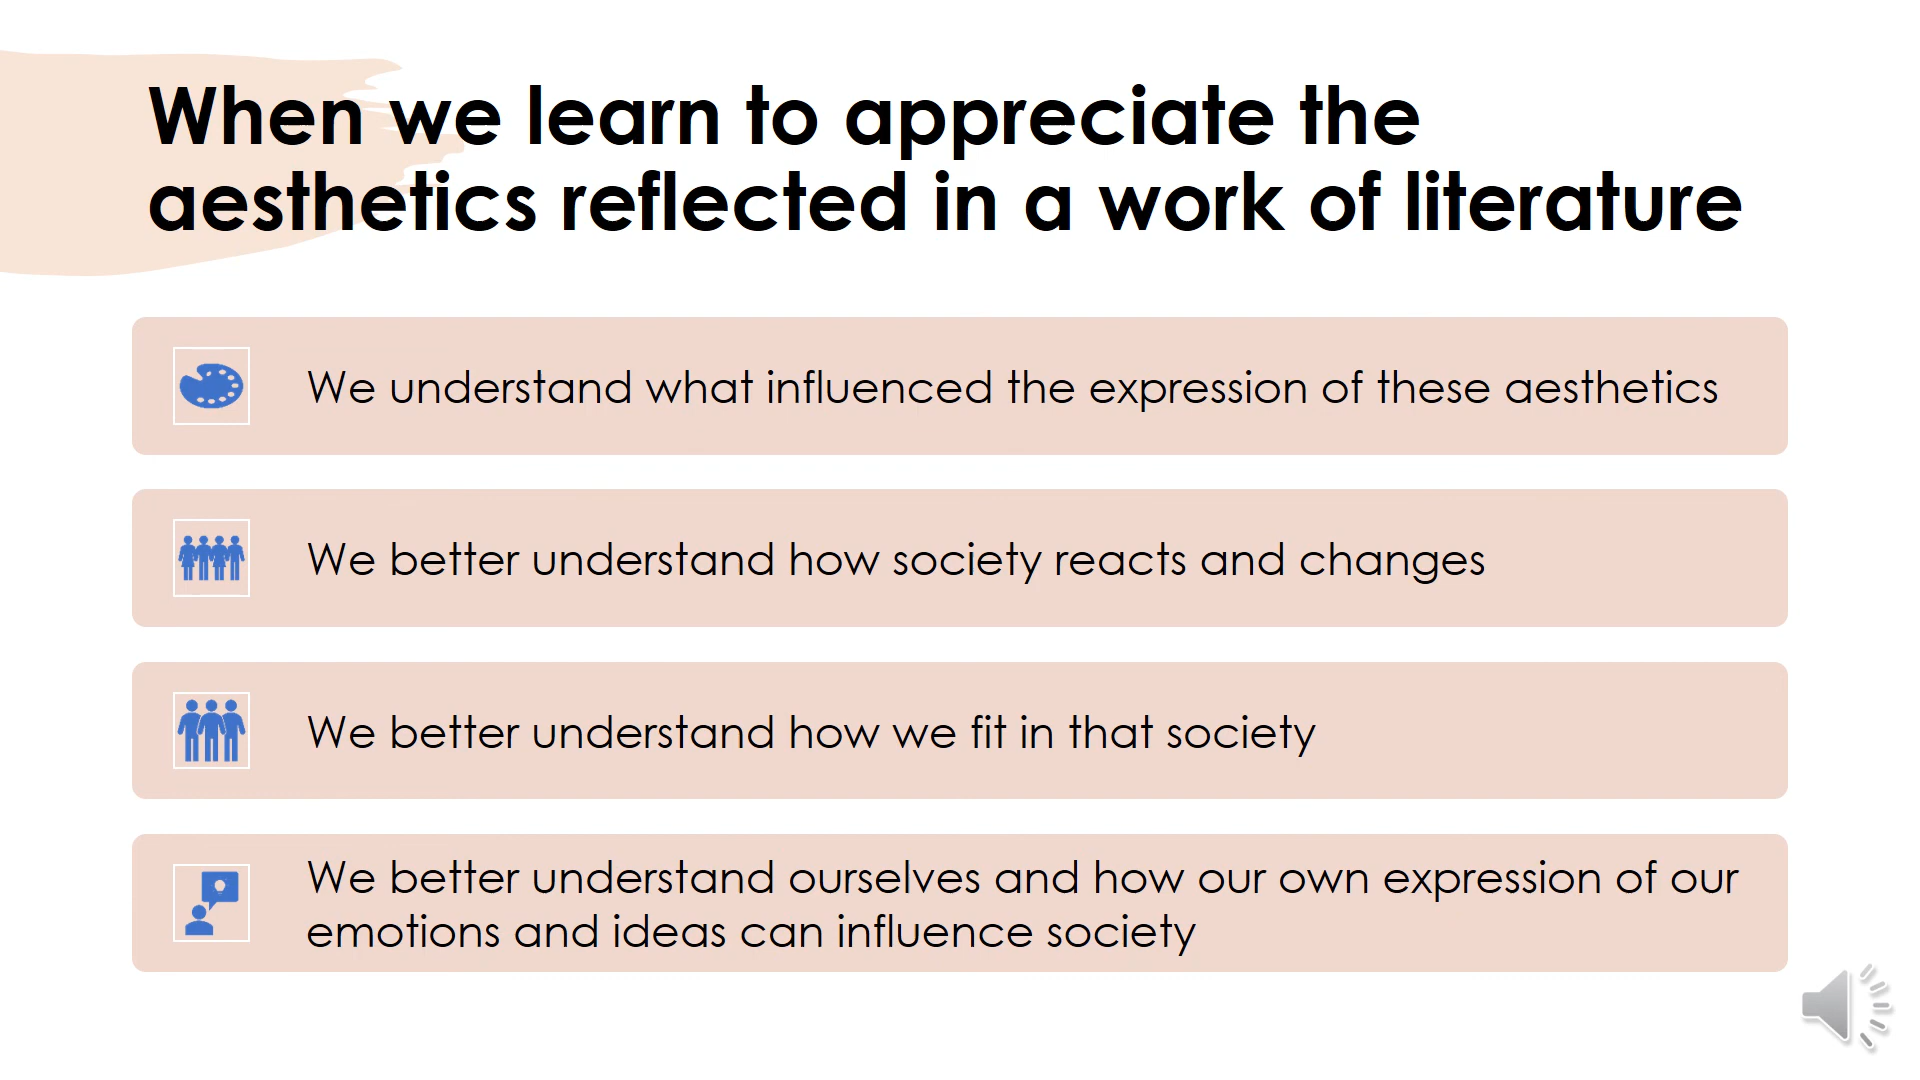 When we learn to appreciate the
aesthetics reflected in a work of literature
We understand what influenced the expression of these aesthetics
We better understand how society reacts and changes
We better understand how we fit in that society
We better understand ourselves and how our own expression of our
emotions and ideas can influence society